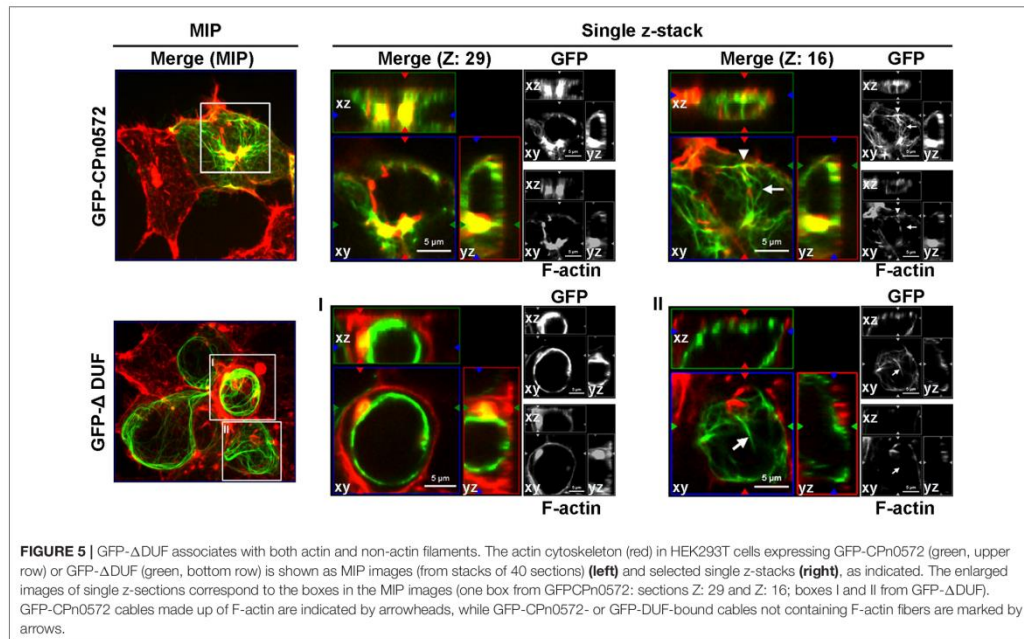 MIP
Single z-stack
Merge (MIP)
Merge (Z: 29)
GFP
Merge (Z: 16)
GFP
GFP-CPn0572
xz
xz
xz
xz
xy
yz
xz
xz
xy
5 µm
yz
xy
5 µm
yz
xy
5 µm
yz
xy
5 µm
yz
F-actin
F-actin
GFP-Δ DUF
I
II
I
GFP
II
GFP
xz
xz
xz
xz
xy
yz
xy
yz
xy
5 µm
yz
xy
5 µm
yz
xy
yz
xy
yz
F-actin
F-actin
FIGURE 5 | GFP-ΔDUF associates with both actin and non-actin filaments. The actin cytoskeleton (red) in HEK293T cells expressing GFP-CPn0572 (green, upper
row) or GFP-ΔDUF (green, bottom row) is shown as MIP images (from stacks of 40 sections) (left) and selected single z-stacks (right), as indicated. The enlarged
images of single z-sections correspond to the boxes in the MIP images (one box from GFPCPn0572: sections Z: 29 and Z: 16; boxes I and II from GFP-ΔDUF).
GFP-CPn0572 cables made up of F-actin are indicated by arrowheads, while GFP-CPn0572- or GFP-DUF-bound cables not containing F-actin fibers are marked by
arrows.